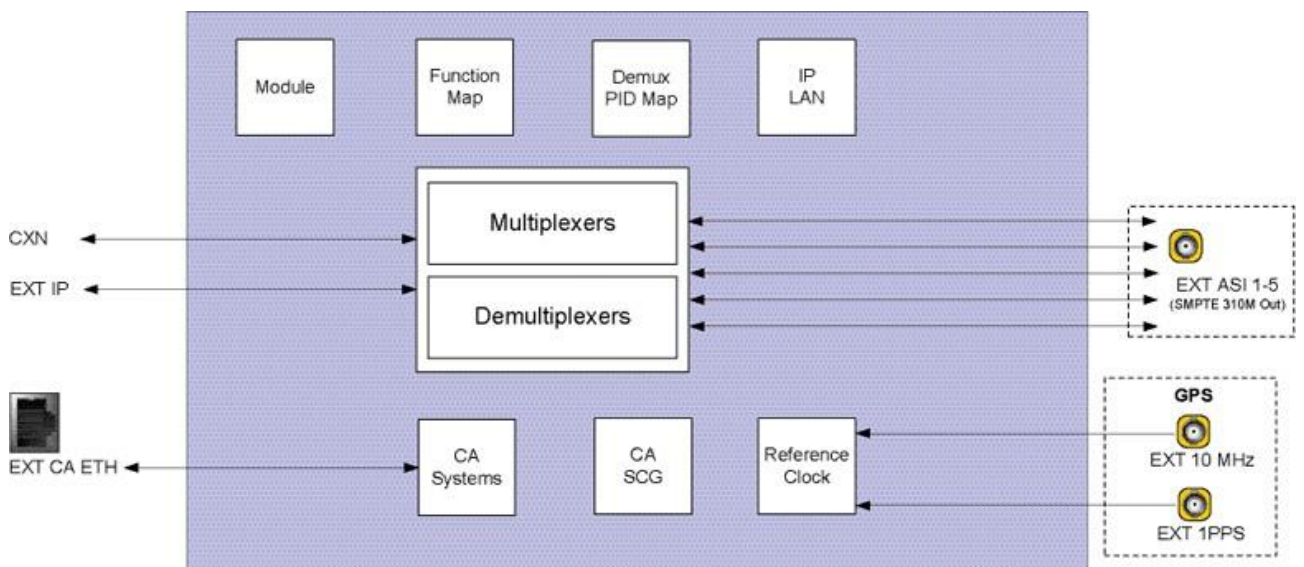 Module
Function
Map
Demux
PID Map
IP
LAN
CXN
EXT IP
Multiplexers
Demultiplexers
EXT ASI 1-5
(SMPTE 310M Out)
EXT CA ETH
CA
Systems
CA
SCG
Reference
Clock
GPS
EXT 10 MHz
EXT 1PPS